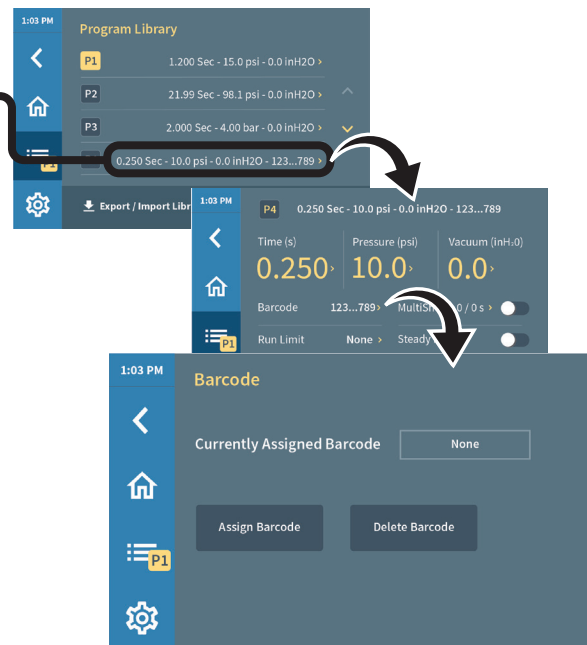 1:03 PM
Program Library
P1 1.200 Sec - 15.0 psi - 0.0 inH2O >
P2 21.99 Sec - 98.1 psi - 0.0 inH2O >
P3 2.000 Sec - 4.00 bar - 0.0 inH2O >
0.250 Sec - 10.0 psi - 0.0 inH2O - 123...789 >
P1
Export / Import Libr
1:03 PM
P4 0.250 Sec - 10.0 psi - 0.0 inH2O - 123...789
Time (s) Pressure (psi) Vacuum (inH₂0)
0.250 > 10.0 > 0.0 >
Barcode 123...789 > MultiSh 0 / 0 s >
Run Limit None > Steady
P1
1:03 PM
Barcode
Currently Assigned Barcode None
Assign Barcode Delete Barcode
P1